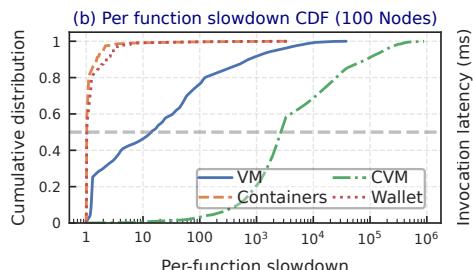 (b) Per function slowdown CDF (100 Nodes)
Cumulative distribution
1
0.8
0.6
0.4
0.2
0
VM
CVM
Containers
Wallet
1 10 100 10³ 10⁴ 10⁵ 10⁶
Per-function slowdown
Invocation latency (ms)